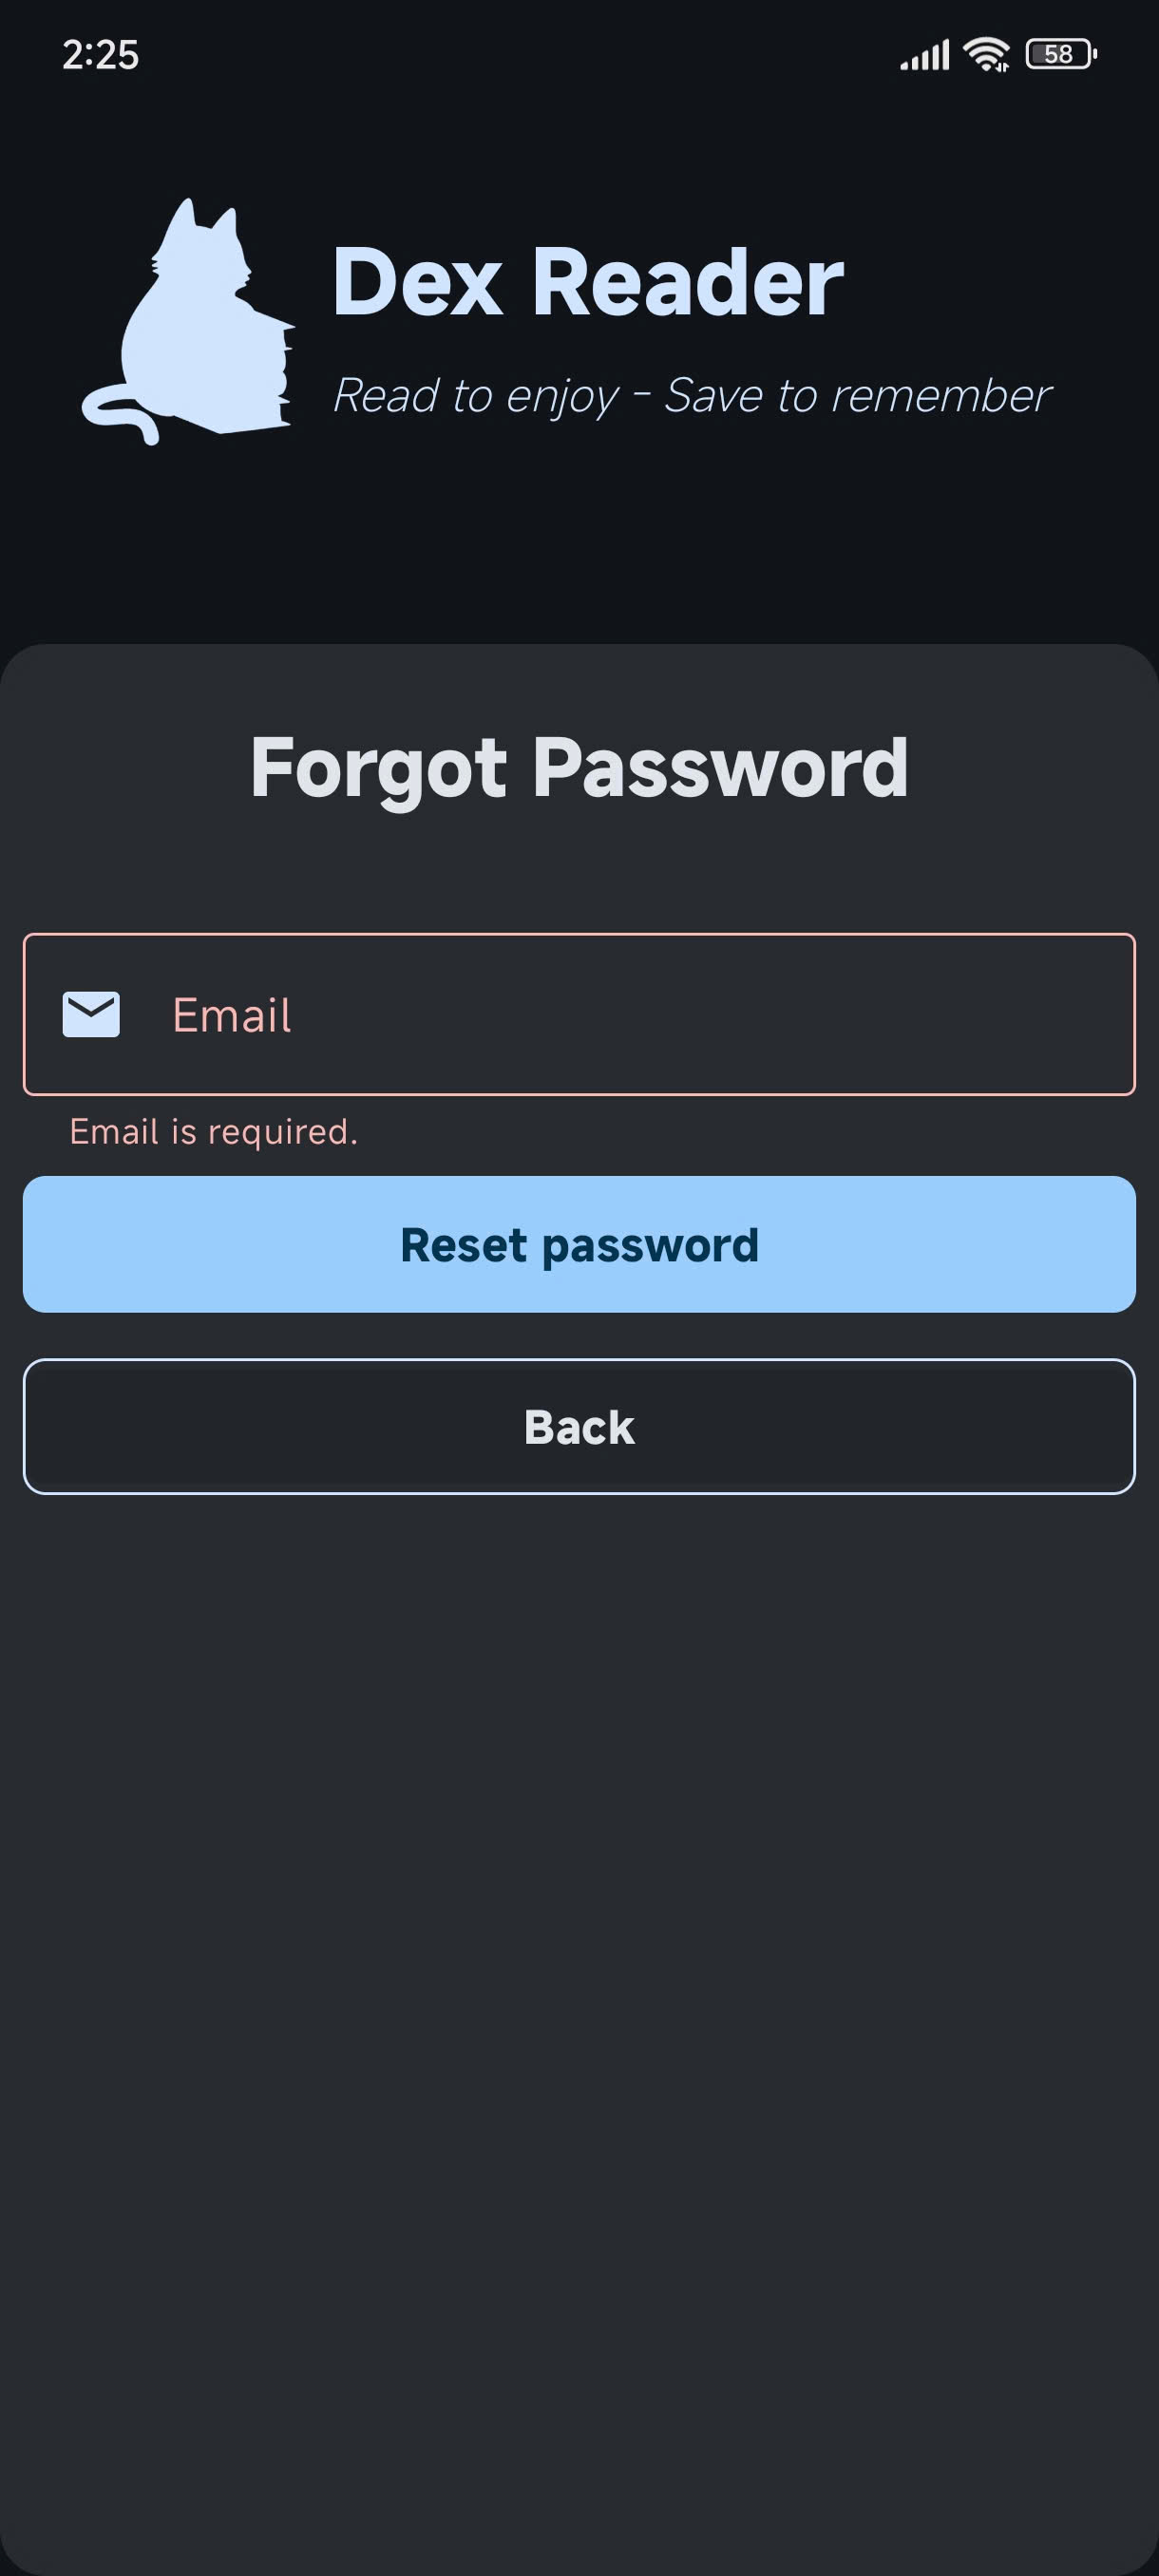 2:25
58
Dex Reader
Read to enjoy - Save to remember
Forgot Password
Email
Email is required.
Reset password
Back